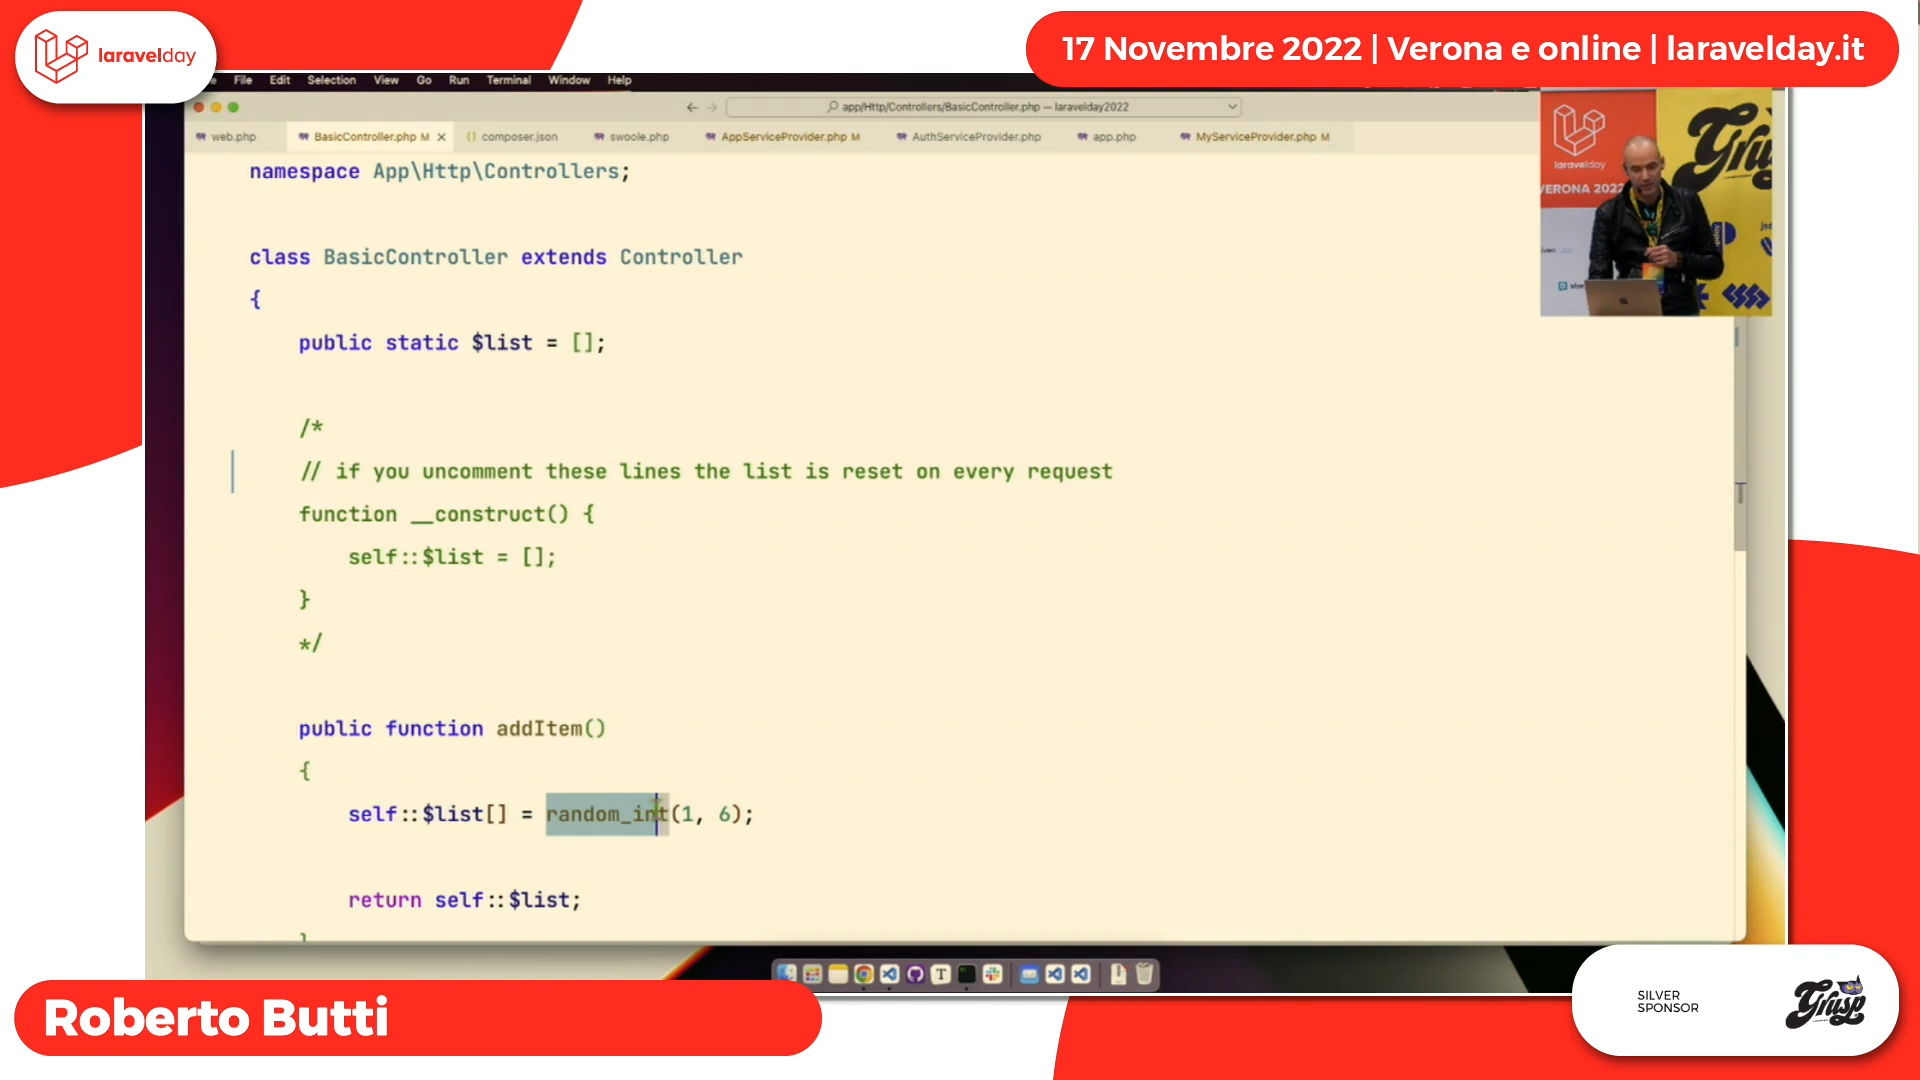 laravelday
17 Novembre 2022 | Verona e online | laravelday.it
File Edit Selection View Go Run Terminal Window Help
app/Http/Controllers/BasicController.php — laravelday2022
web.php BasicController.php M composer.json swoole.php AppServiceProvider.php M AuthServiceProvider.php app.php MyServiceProvider.php M
namespace App\Http\Controllers;
class BasicController extends Controller
{
public static $list = [];
/*
// if you uncomment these lines the list is reset on every request
function __construct() {
self::$list = [];
}
*/
public function addItem()
{
self::$list[] = random_int(1, 6);
return self::$list;
}
laravelday
VERONA 2022
Roberto Butti
SILVER
SPONSOR
Grusp